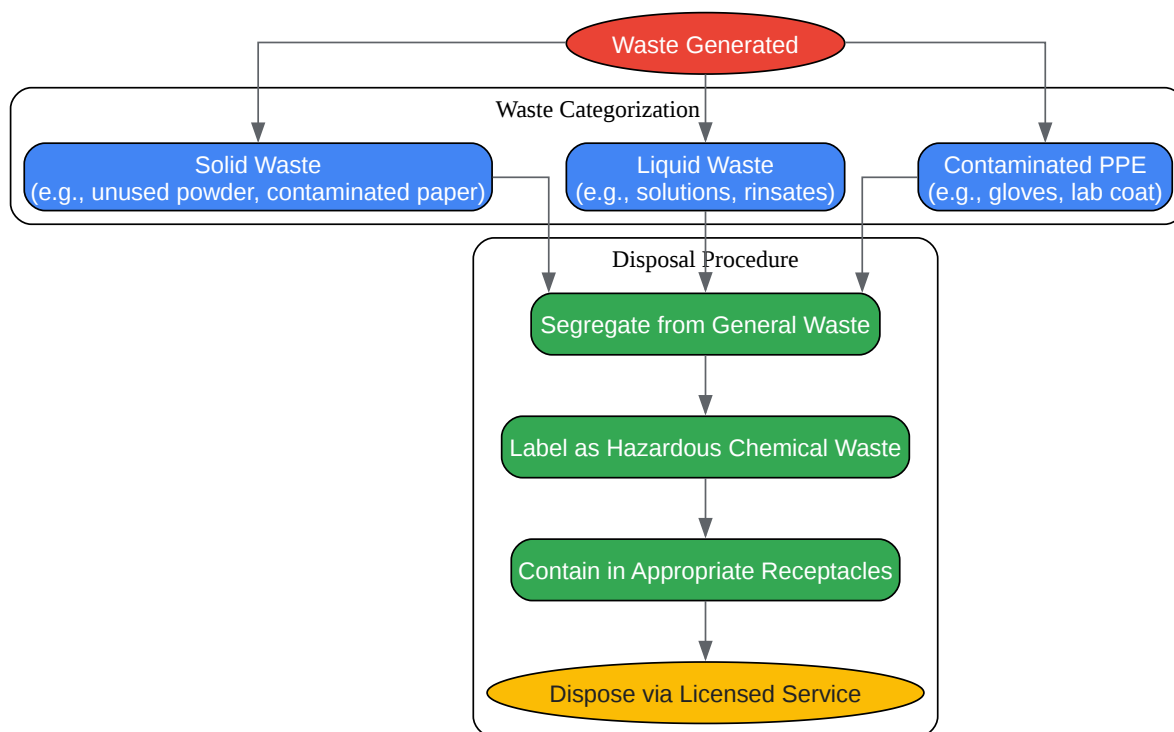 Waste Generated
Waste Categorization
Solid Waste
(e.g., unused powder, contaminated paper)
Liquid Waste
(e.g., solutions, rinsates)
Contaminated PPE
(e.g., gloves, lab coat)
Disposal Procedure
Segregate from General Waste
Label as Hazardous Chemical Waste
Contain in Appropriate Receptacles
Dispose via Licensed Service